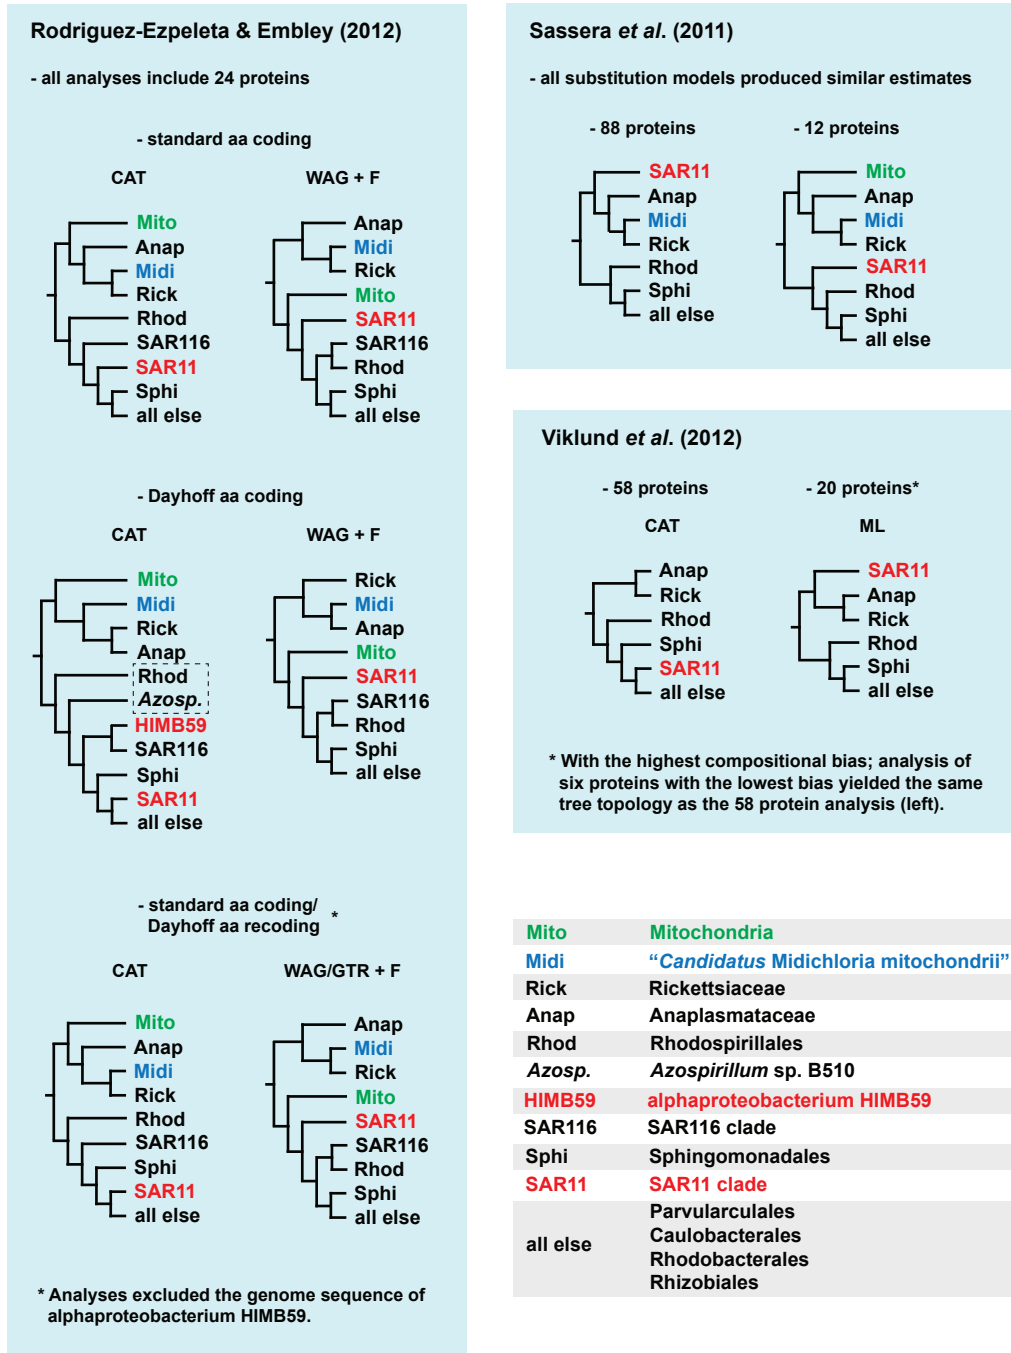 Rodriguez-Ezpeleta & Embley (2012)
- all analyses include 24 proteins
- standard aa coding
CAT
Mito
Anap
Midi
Rick
Rhod
SAR116
SAR11
Sphi
all else
WAG + F
Anap
Midi
Rick
Mito
SAR11
SAR116
Rhod
Sphi
all else
- Dayhoff aa coding
CAT
Mito
Midi
Rick
Anap
Rhod
Azosp.
HIMB59
SAR116
Sphi
SAR11
all else
WAG + F
Rick
Midi
Anap
Mito
SAR11
SAR116
Rhod
Sphi
all else
- standard aa coding/
Dayhoff aa recoding *
CAT
Mito
Anap
Midi
Rick
Rhod
SAR116
Sphi
SAR11
all else
WAG/GTR + F
Anap
Midi
Rick
Mito
SAR11
SAR116
Rhod
Sphi
all else
* Analyses excluded the genome sequence of
alphaproteobacterium HIMB59.
Sassera et al. (2011)
- all substitution models produced similar estimates
- 88 proteins
SAR11
Anap
Midi
Rick
Rhod
Sphi
all else
- 12 proteins
Mito
Anap
Midi
Rick
SAR11
Rhod
Sphi
all else
Viklund et al. (2012)
- 58 proteins
CAT
Anap
Rick
Rhod
Sphi
SAR11
all else
- 20 proteins*
ML
SAR11
Anap
Rick
Rhod
Sphi
all else
* With the highest compositional bias; analysis of
six proteins with the lowest bias yielded the same
tree topology as the 58 protein analysis (left).
Mito Mitochondria
Midi “Candidatus Midichloria mitochondrii”
Rick Rickettsiaceae
Anap Anaplasmataceae
Rhod Rhodospirillales
Azosp. Azospirillum sp. B510
HIMB59 alphaproteobacterium HIMB59
SAR116 SAR116 clade
Sphi Sphingomonadales
SAR11 SAR11 clade
all else Parvularculales
Caulobacterales
Rhodobacterales
Rhizobiales